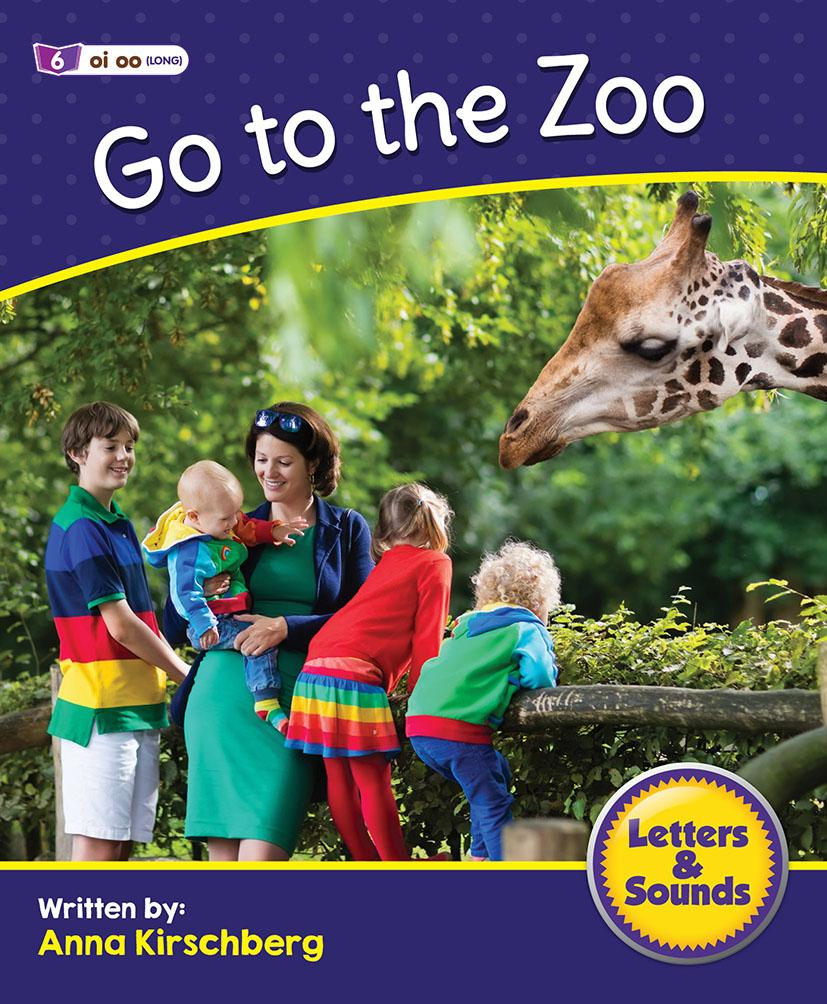 6 oi oo (LONG)
Go to the Zoo
Letters
&
Sounds
Written by:
Anna Kirschberg